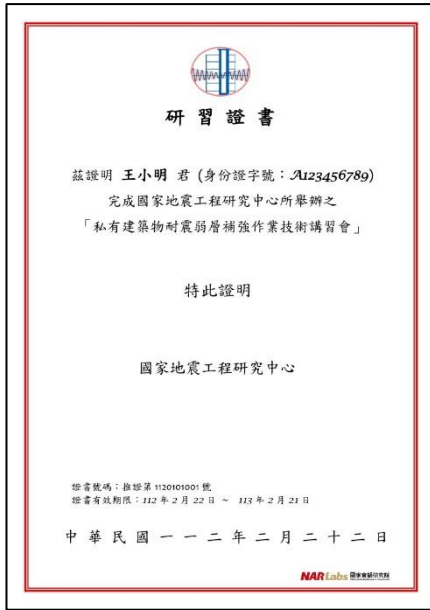 研習證書
茲證明 王小明 君 (身份證字號：A123456789)
完成國家地震工程研究中心所舉辦之
「私有建築物耐震弱層補強作業技術講習會」
特此證明
國家地震工程研究中心
證書號碼：推證第 1120101001 號
證書有效期限：112 年 2 月 22 日 ~ 113 年 2 月 21 日
中華民國一一二年二月二十二日
NARLabs 國家實驗研究院